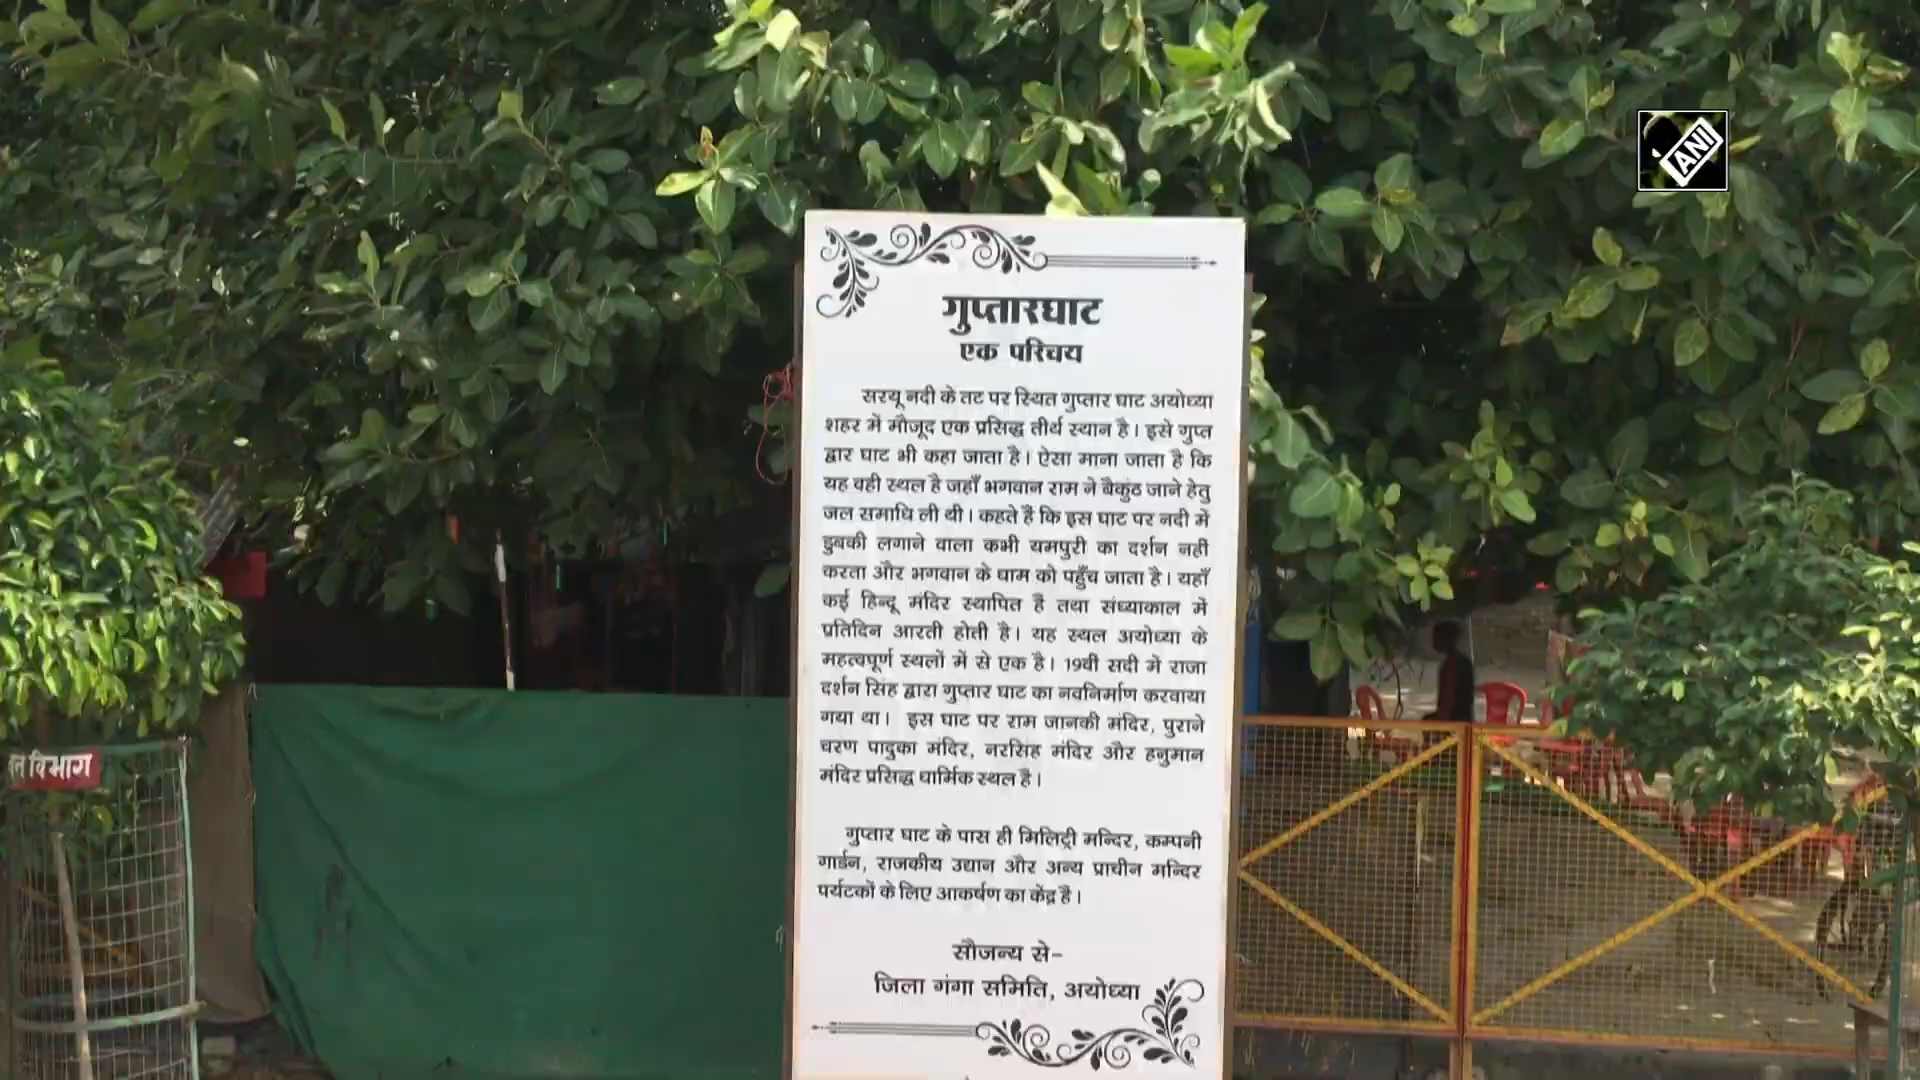 ANI
गुप्तारघाट
एक परिचय
सरयू नदी के तट पर स्थित गुप्तार घाट अयोध्या
शहर में मौजूद एक प्रसिद्ध तीर्थ स्थान है। इसे गुप्त
द्वार घाट भी कहा जाता है। ऐसा माना जाता है कि
यह वही स्थल है जहाँ भगवान राम ने बैकुंठ जाने हेतु
जल समाधि ली थी। कहते है कि इस घाट पर नदी में
डुबकी लगाने वाला कभी यमपुरी का दर्शन नहीं
करता और भगवान के धाम को पहुँच जाता है। यहाँ
कई हिन्दू मंदिर स्थापित है तथा संध्याकाल में
प्रतिदिन आरती होती है। यह स्थल अयोध्या के
महत्वपूर्ण स्थलों में से एक है। 19वी सदी में राजा
दर्शन सिंह द्वारा गुप्तार घाट का नवनिर्माण करवाया
गया था। इस घाट पर राम जानकी मंदिर, पुराने
चरण पादुका मंदिर, नरसिंह मंदिर और हनुमान
मंदिर प्रसिद्ध धार्मिक स्थल है।
गुप्तार घाट के पास ही मिलिट्री मन्दिर, कम्पनी
गार्डन, राजकीय उद्यान और अन्य प्राचीन मन्दिर
पर्यटकों के लिए आकर्षण का केंद्र है।
सौजन्य से-
जिला गंगा समिति, अयोध्या
विभाग